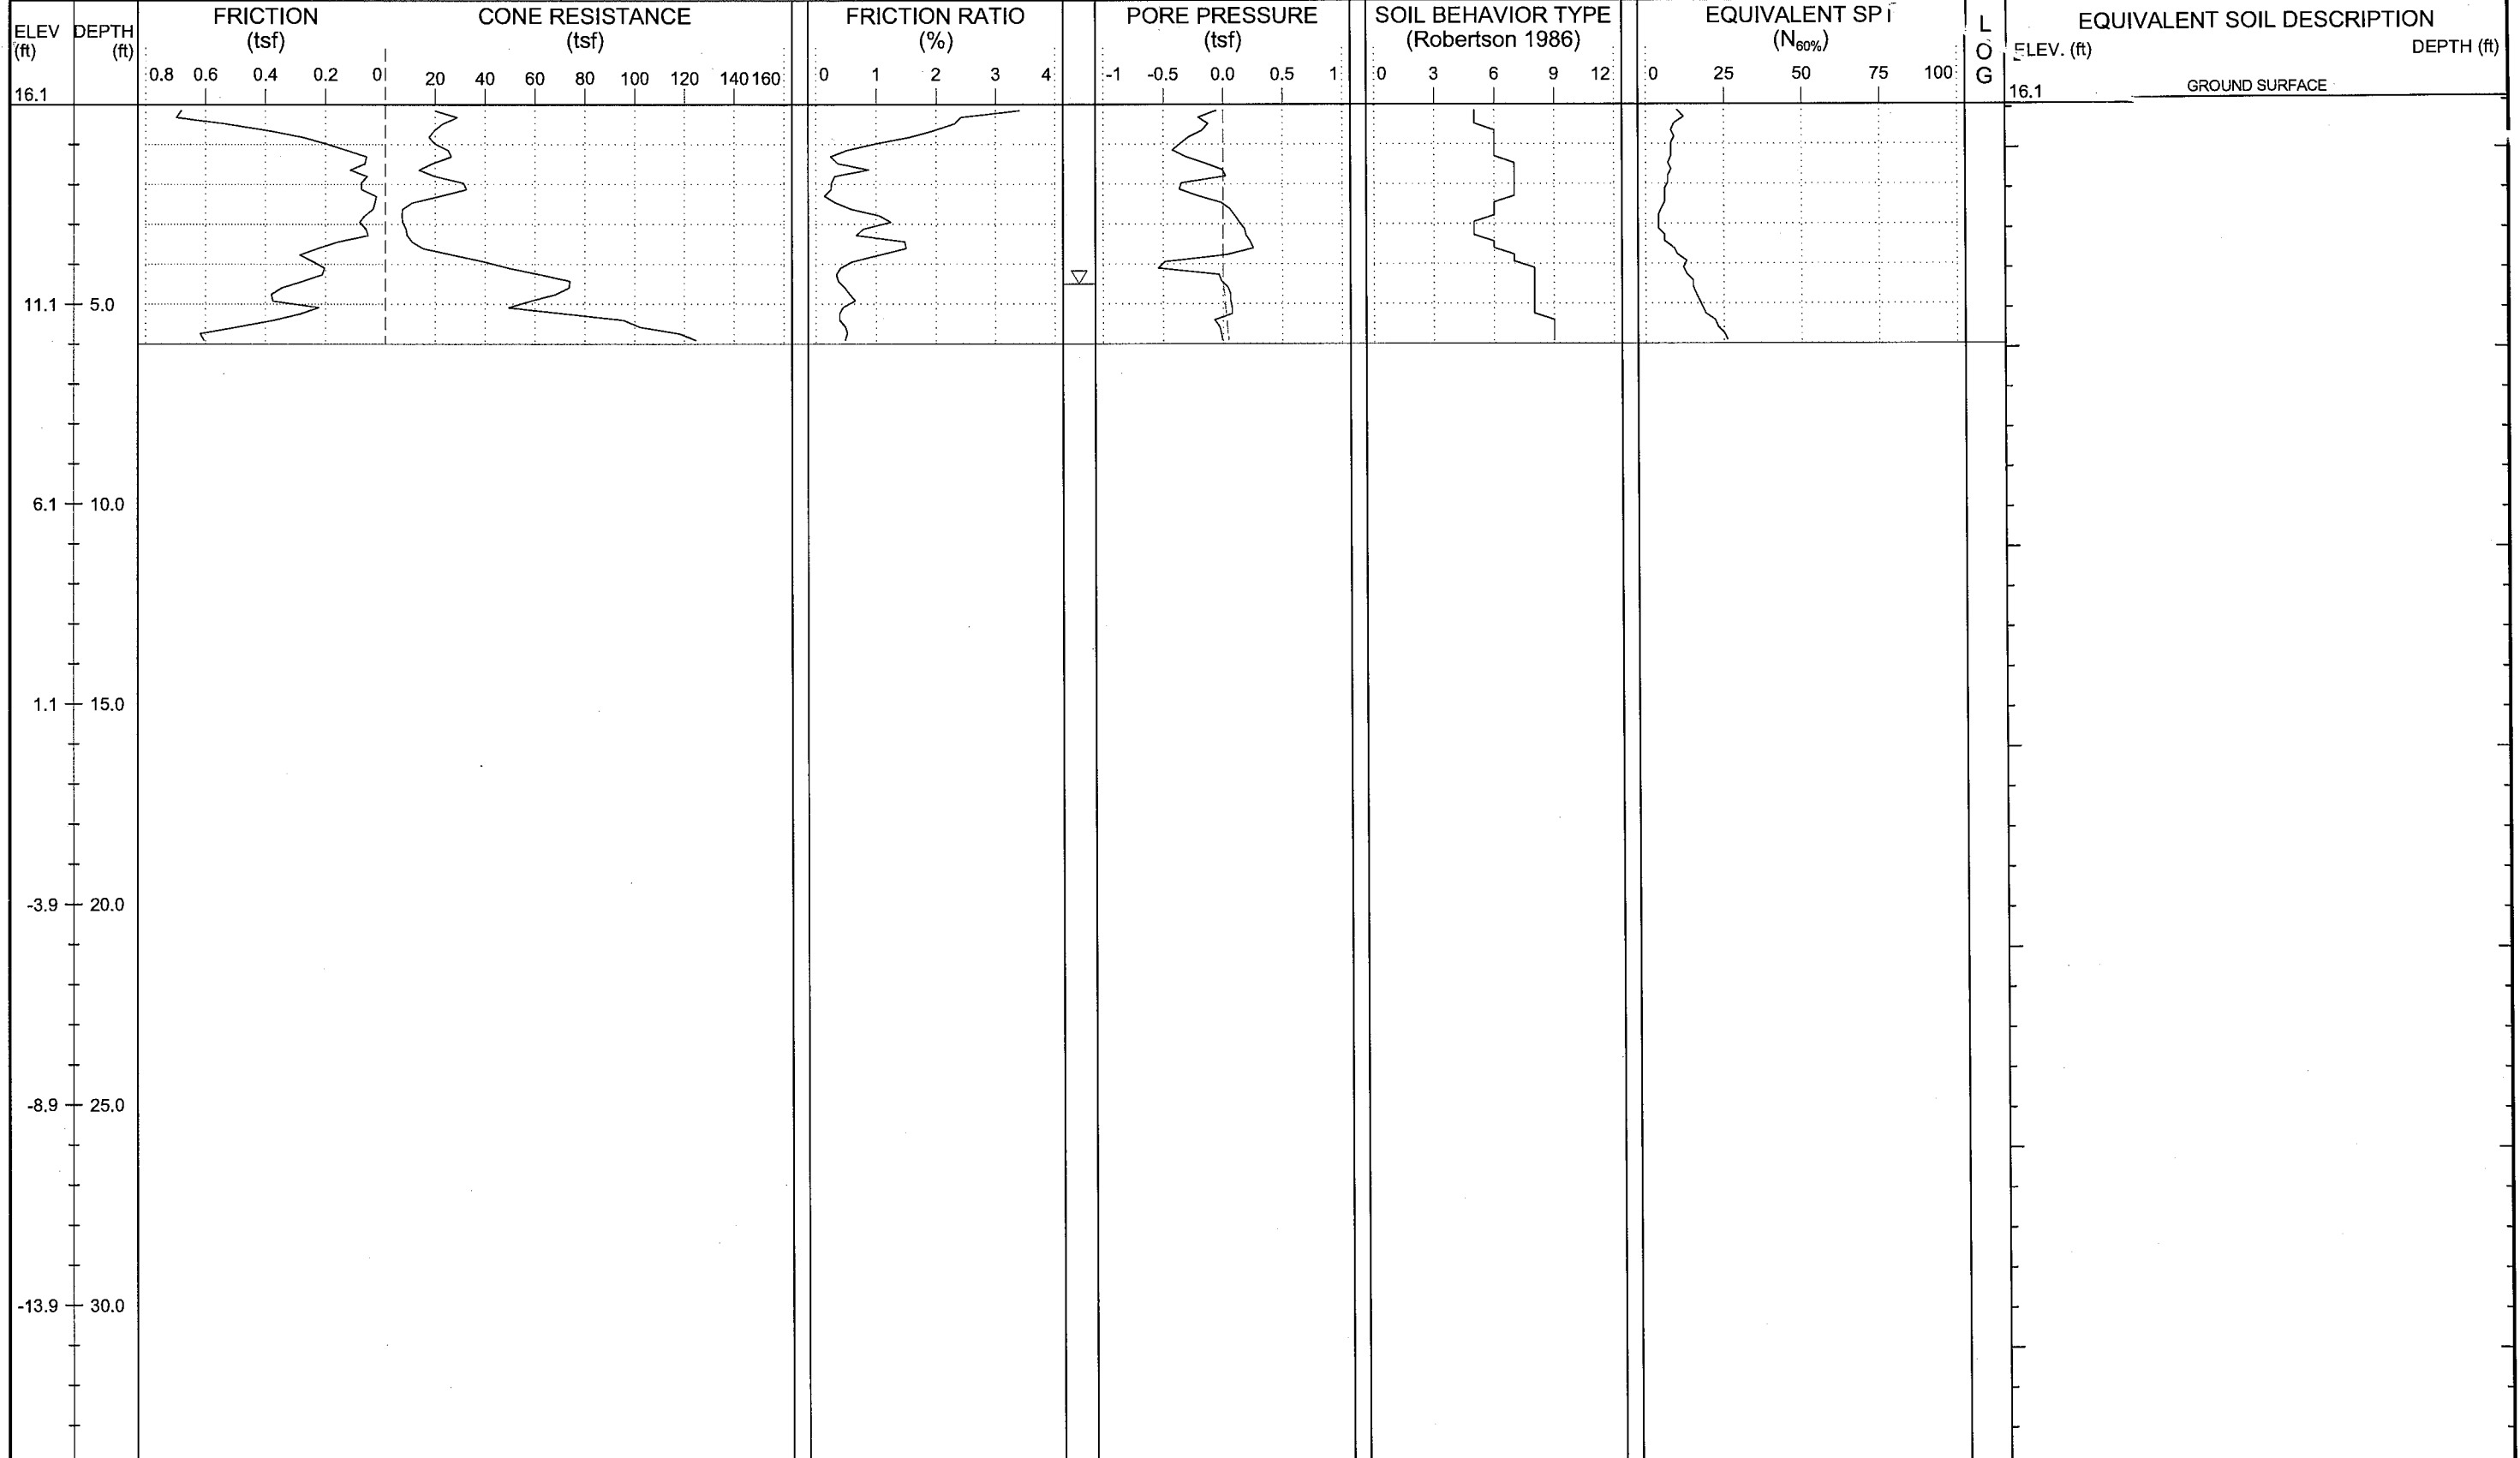 FRICTION CONE RESISTANCE FRICTION RATIO PORE PRESSURE SOIL BEHAVIOR TYPE EQUIVALENT SPT L EQUIVALENT SOIL DESCRIPTION
ELEV DEPTH (tsf) (tsf) (%) (tsf) (Robertson 1986) (N60%) O ELEV. (ft) DEPTH (ft)
(ft) (ft)
0.8 0.6 0.4 0.2 0 20 40 60 80 100 120 140 160 0 1 2 3 4 -1 -0.5 0.0 0.5 1 0 3 6 9 12 0 25 50 75 100 G
16.1 16.1 GROUND SURFACE
11.1 5.0
6.1 10.0
1.1 15.0
-3.9 20.0
-8.9 25.0
-13.9 30.0